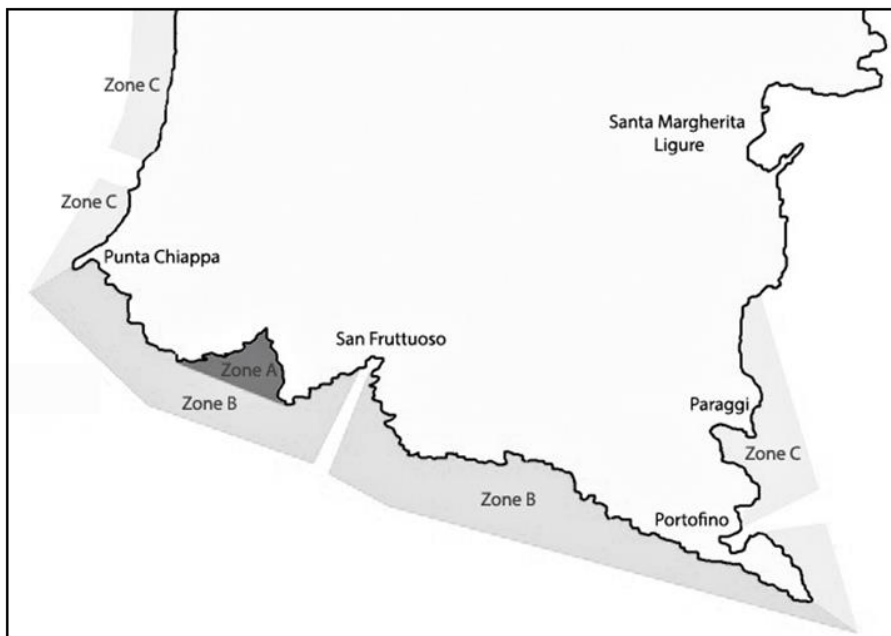 Zone C
Santa Margherita
Ligure
Zone C
Punta Chiappa
San Fruttuoso
Zone A
Zone B
Paraggi
Zone C
Zone B
Portofino